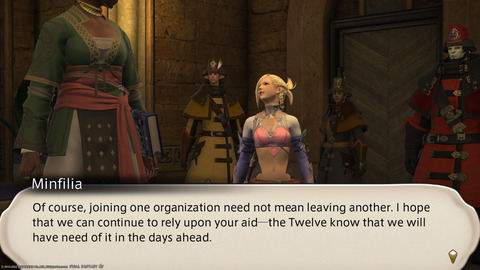 Minfilia
Of course, joining one organization need not mean leaving another. I hope
that we can continue to rely upon your aid─the Twelve know that we will
have need of it in the days ahead.